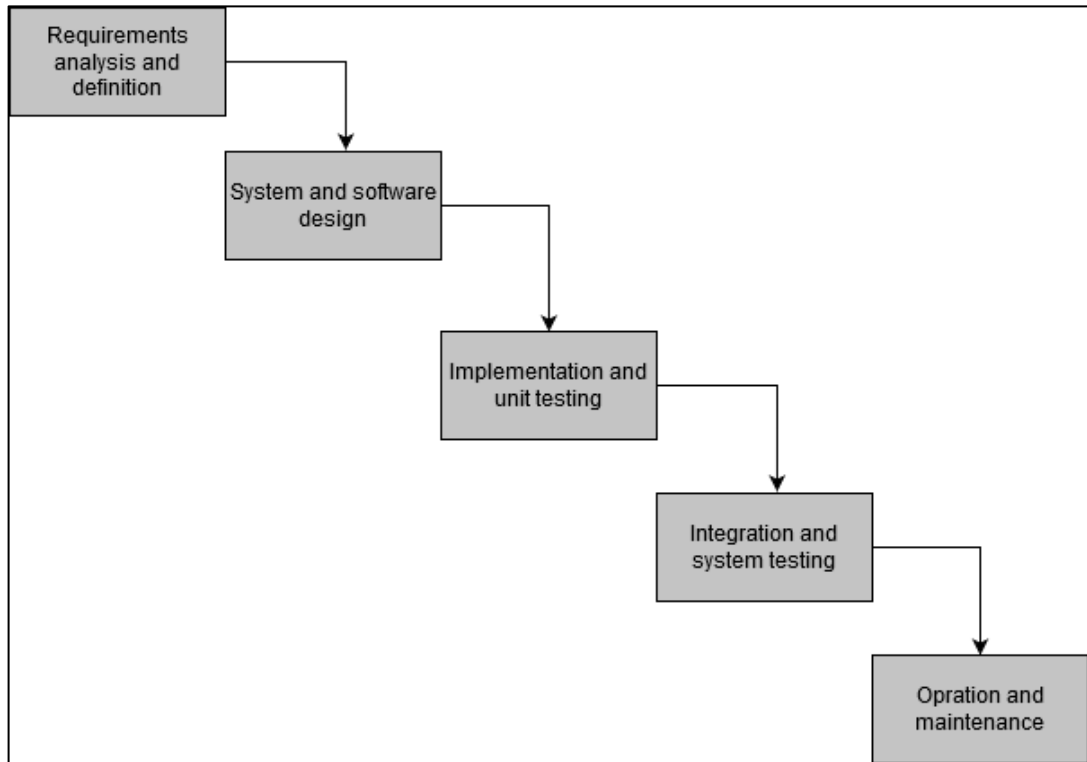 Requirements
analysis and
definition
System and software
design
Implementation and
unit testing
Integration and
system testing
Opration and
maintenance